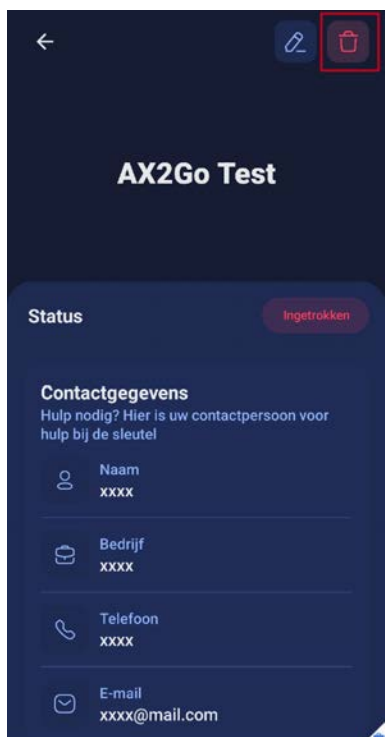 AX2Go Test
Status
Ingetrokken
Contactgegevens
Hulp nodig? Hier is uw contactpersoon voor
hulp bij de sleutel
Naam
xxxx
Bedrijf
xxxx
Telefoon
xxxx
E-mail
xxxx@mail.com